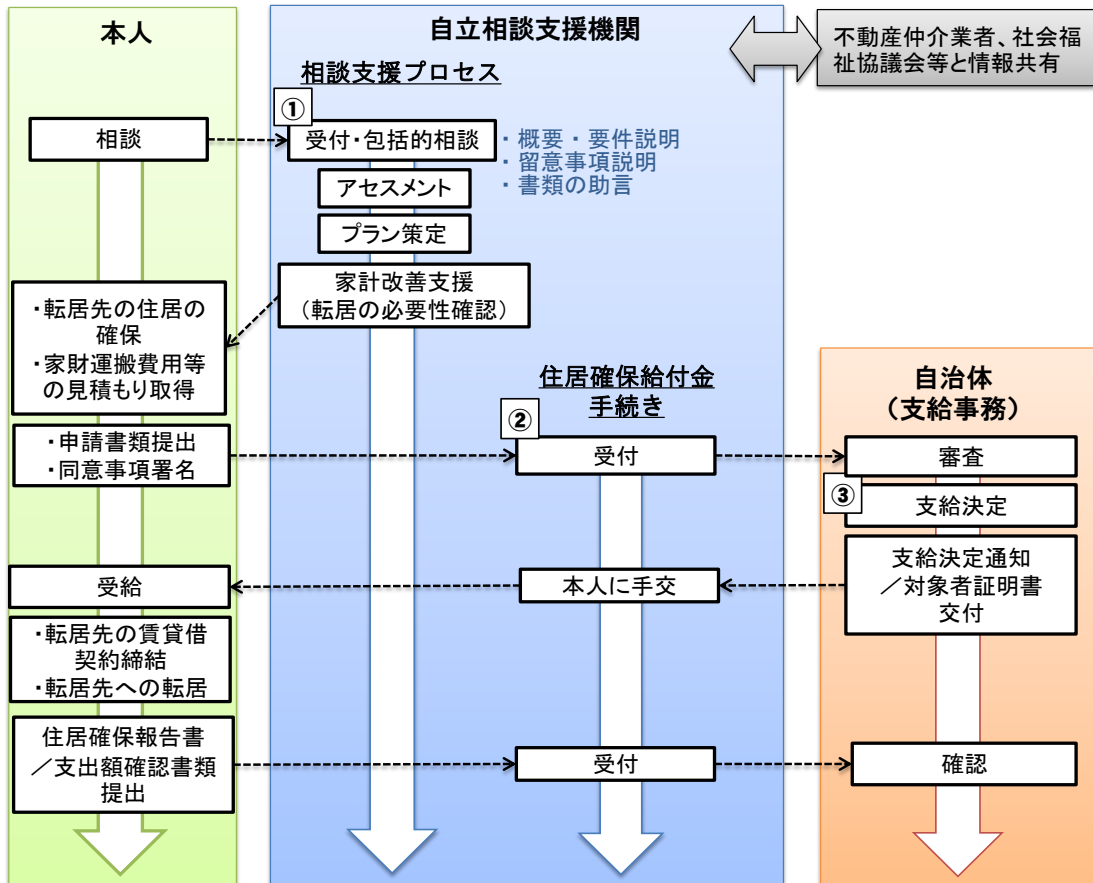 本人
自立相談支援機関
不動産仲介業者、社会福
祉協議会等と情報共有
相談支援プロセス
①
相談
受付・包括的相談
・概要・要件説明
・留意事項説明
・書類の助言
アセスメント
プラン策定
家計改善支援
（転居の必要性確認）
・転居先の住居の
確保
・家財運搬費用等
の見積もり取得
住居確保給付金
手続き
自治体
（支給事務）
②
・申請書類提出
・同意事項署名
受付
審査
③
支給決定
受給
本人に手交
支給決定通知
／対象者証明書
交付
・転居先の賃貸借
契約締結
・転居先への転居
住居確保報告書
／支出額確認書類
提出
受付
確認